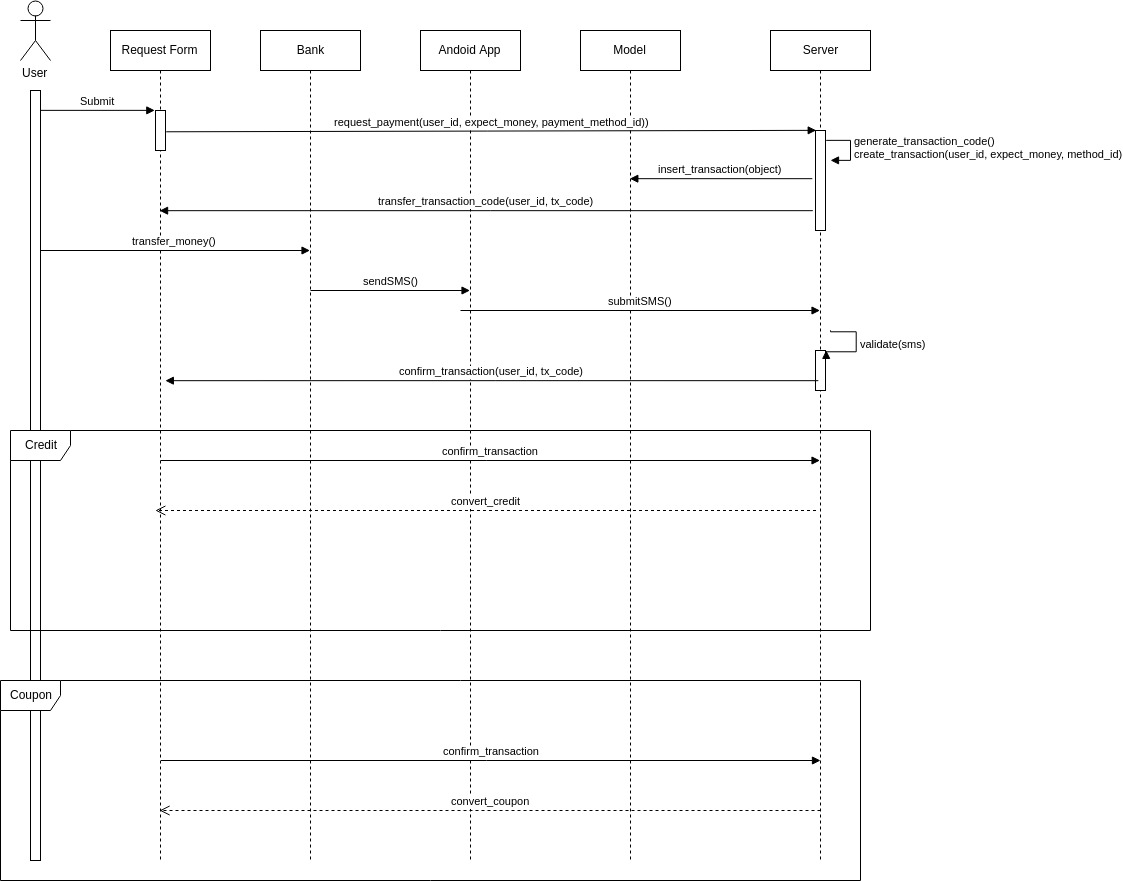 User
Request Form
Bank
Andoid App
Model
Server
Submit
request_payment(user_id, expect_money, payment_method_id))
generate_transaction_code()
create_transaction(user_id, expect_money, method_id)
insert_transaction(object)
transfer_transaction_code(user_id, tx_code)
transfer_money()
sendSMS()
submitSMS()
validate(sms)
confirm_transaction(user_id, tx_code)
Credit
confirm_transaction
convert_credit
Coupon
confirm_transaction
convert_coupon